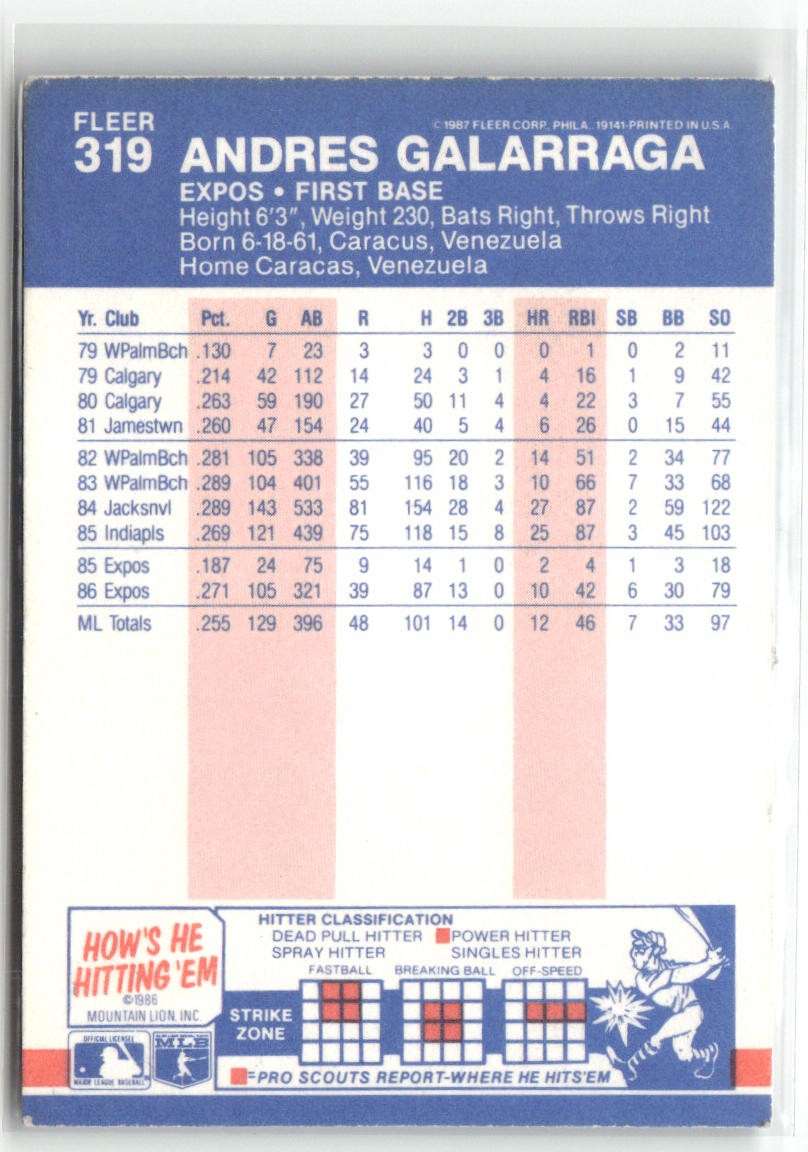 FLEER
©1987 FLEER CORP., PHILA. 19141-PRINTED IN U.S.A.
319 ANDRES GALARRAGA
EXPOS • FIRST BASE
Height 6'3", Weight 230, Bats Right, Throws Right
Born 6-18-61, Caracus, Venezuela
Home Caracas, Venezuela
Yr. Club Pct. G AB R H 2B 3B HR RBI SB BB SO
79 WPalmBch .130 7 23 3 3 0 0 0 1 0 2 11
79 Calgary .214 42 112 14 24 3 1 4 16 1 9 42
80 Calgary .263 59 190 27 50 11 4 4 22 3 7 55
81 Jamestwn .260 47 154 24 40 5 4 6 26 0 15 44
82 WPalmBch .281 105 338 39 95 20 2 14 51 2 34 77
83 WPalmBch .289 104 401 55 116 18 3 10 66 7 33 68
84 Jacksnvl .289 143 533 81 154 28 4 27 87 2 59 122
85 Indiapls .269 121 439 75 118 15 8 25 87 3 45 103
85 Expos .187 24 75 9 14 1 0 2 4 1 3 18
86 Expos .271 105 321 39 87 13 0 10 42 6 30 79
ML Totals .255 129 396 48 101 14 0 12 46 7 33 97
HOW'S HE
HITTING 'EM
©1986
MOUNTAIN LION, INC.
HITTER CLASSIFICATION
DEAD PULL HITTER POWER HITTER
SPRAY HITTER SINGLES HITTER
FASTBALL BREAKING BALL OFF-SPEED
STRIKE
ZONE
=PRO SCOUTS REPORT-WHERE HE HITS'EM
OFFICIAL LICENSEE
MAJOR LEAGUE BASEBALL
MLB